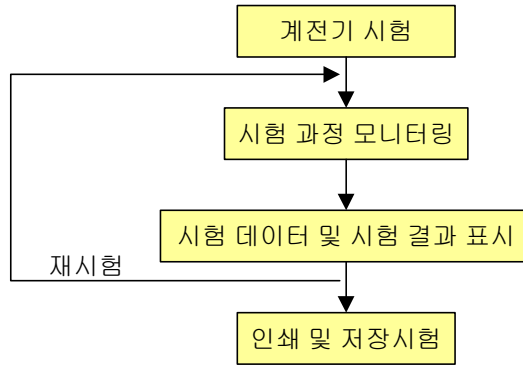 계전기 시험
시험 과정 모니터링
시험 데이터 및 시험 결과 표시
재시험
인쇄 및 저장시험